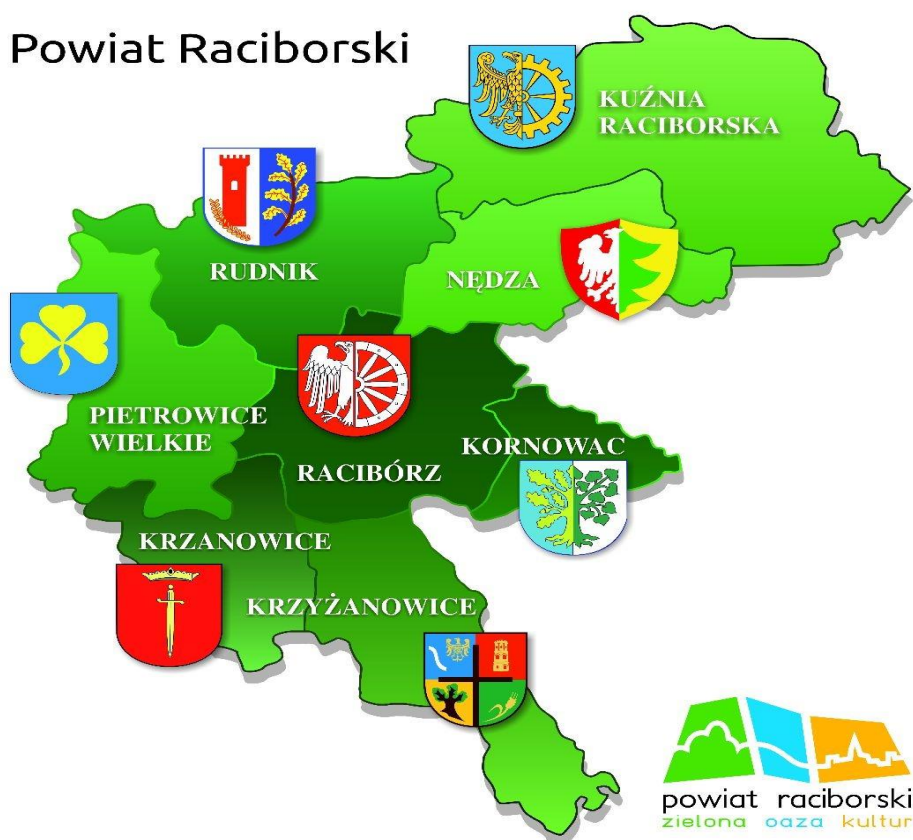 Powiat Raciborski
KUŹNIA
RACIBORSKA
RUDNIK
NĘDZA
PIETROWICE
WIELKIE
RACIBÓRZ
KORNOWAC
KRZANOWICE
KRZYŻANOWICE
powiat raciborski
zielona oaza kultur